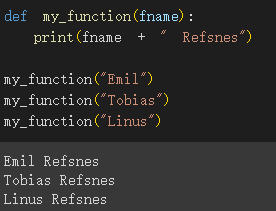 def my_function(fname):
    print(fname + " Refsnes")
my_function("Emil")
my_function("Tobias")
my_function("Linus")
Emil Refsnes
Tobias Refsnes
Linus Refsnes